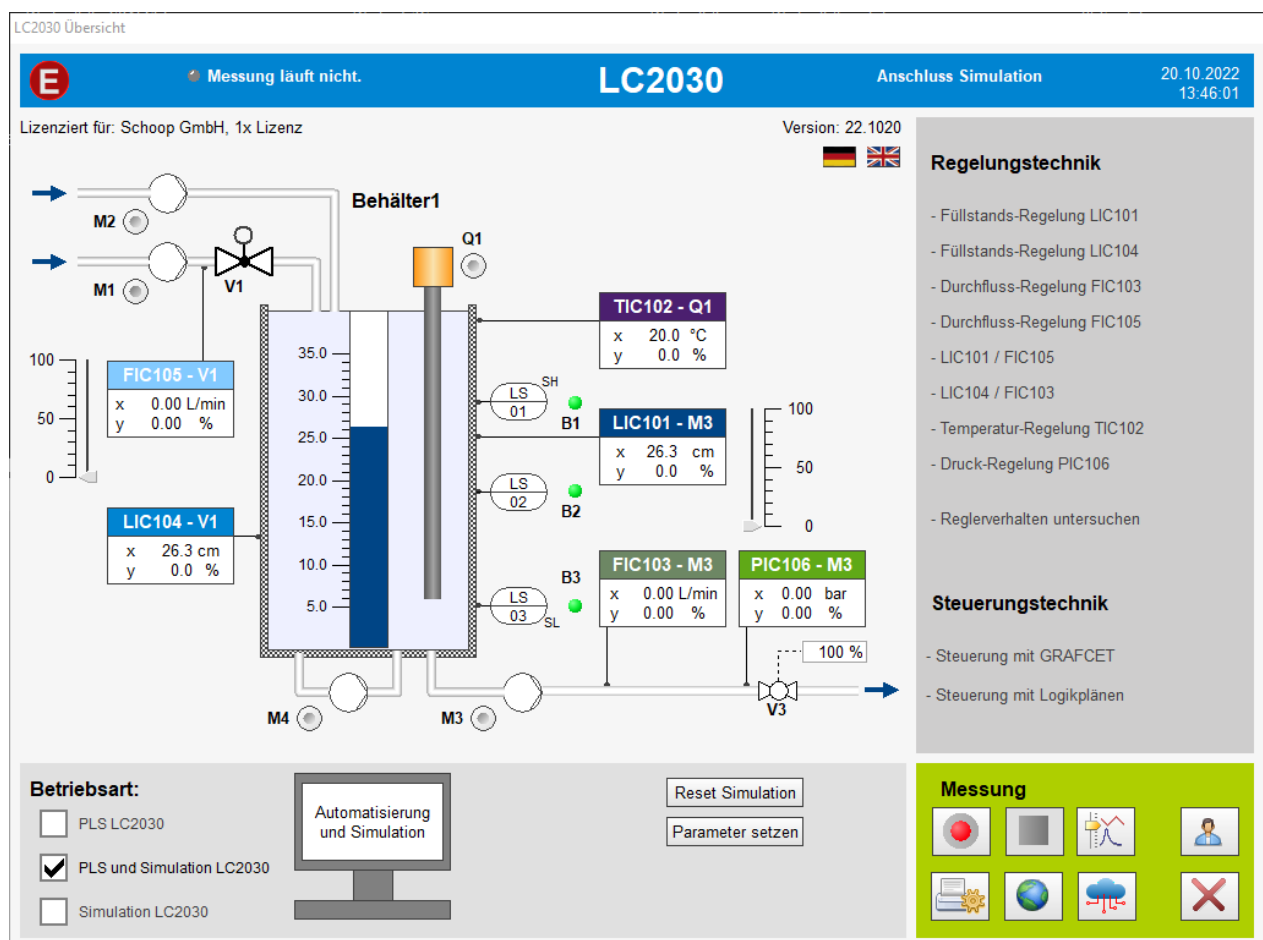 LC2030 Übersicht
E
Messung läuft nicht.
LC2030
Anschluss Simulation
20.10.2022
13:46:01
Lizenziert für: Schoop GmbH, 1x Lizenz
Version: 22.1020
Behälter1
M2
M1
V1
Q1
100
50
0
FIC105 - V1
x 0.00 L/min
y 0.00 %
LIC104 - V1
x 26.3 cm
y 0.0 %
35.0
30.0
25.0
20.0
15.0
10.0
5.0
TIC102 - Q1
x 20.0 °C
y 0.0 %
LS
01
SH
B1
LIC101 - M3
x 26.3 cm
y 0.0 %
100
50
0
LS
02
B2
B3
LS
03
SL
FIC103 - M3
x 0.00 L/min
y 0.00 %
PIC106 - M3
x 0.00 bar
y 0.00 %
100 %
V3
M4
M3
Regelungstechnik
- Füllstands-Regelung LIC101
- Füllstands-Regelung LIC104
- Durchfluss-Regelung FIC103
- Durchfluss-Regelung FIC105
- LIC101 / FIC105
- LIC104 / FIC103
- Temperatur-Regelung TIC102
- Druck-Regelung PIC106
- Reglerverhalten untersuchen
Steuerungstechnik
- Steuerung mit GRAFCET
- Steuerung mit Logikplänen
Betriebsart:
PLS LC2030
PLS und Simulation LC2030
Simulation LC2030
Automatisierung
und Simulation
Reset Simulation
Parameter setzen
Messung